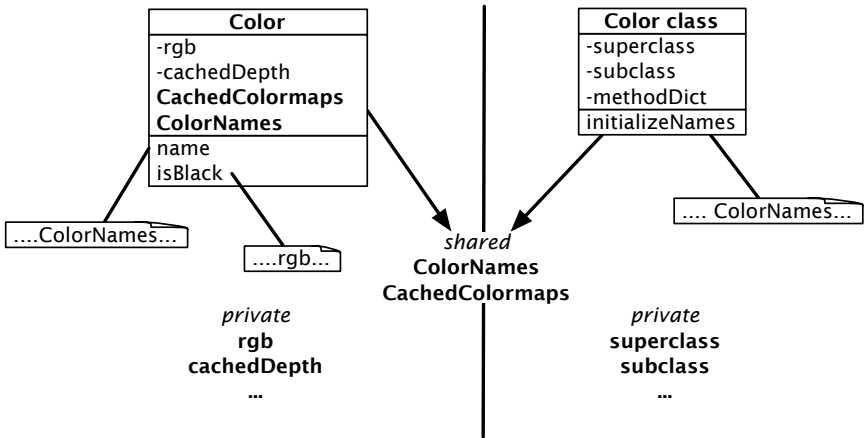 Color
-rgb
-cachedDepth
CachedColormaps
ColorNames
name
isBlack
....ColorNames...
....rgb...
Color class
-superclass
-subclass
-methodDict
initializeNames
.... ColorNames...
shared
ColorNames
CachedColormaps
private
rgb
cachedDepth
...
private
superclass
subclass
...